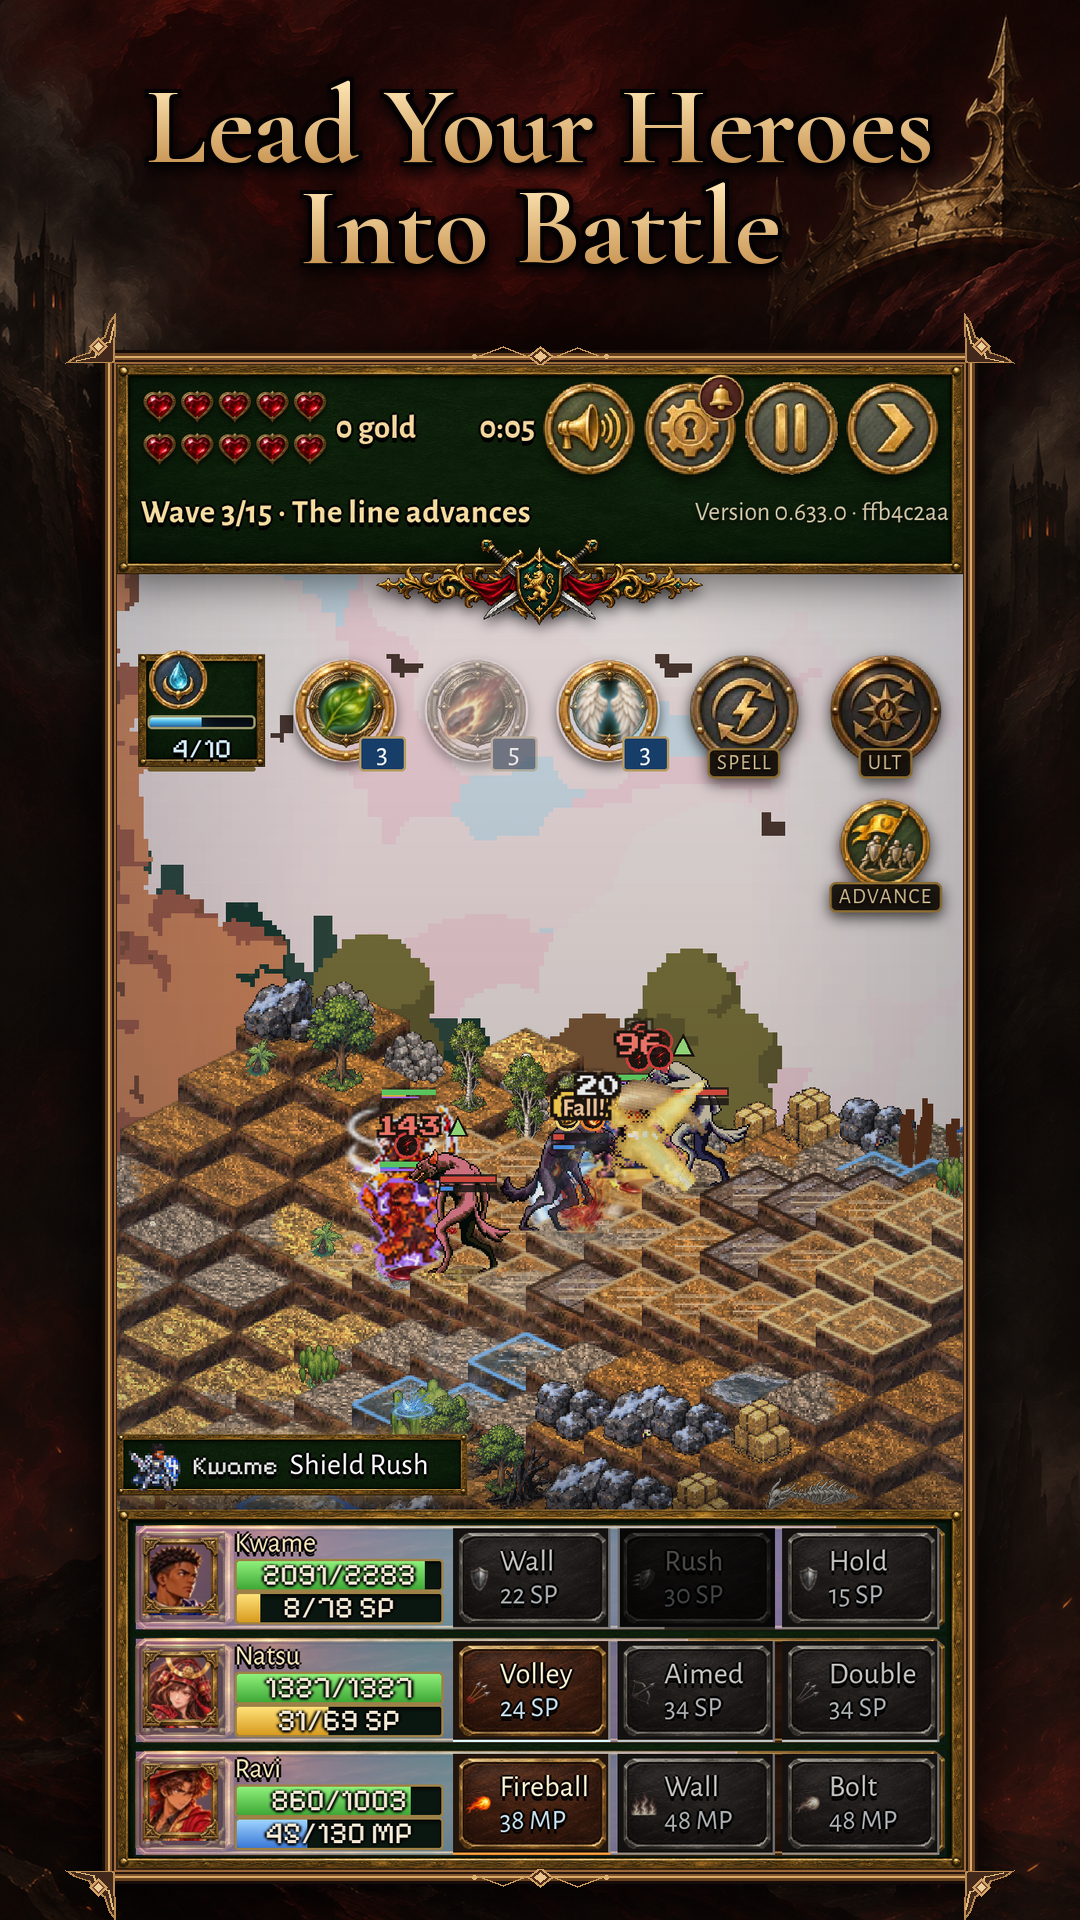 Lead Your Heroes
Into Battle
0 gold
0:05
Wave 3/15 · The line advances
Version 0.633.0 · ffb4c2aa
4/10
3
5
3
SPELL
ULT
ADVANCE
96
20
Fall!
143
Kwame Shield Rush
Kwame
2091/2283
8/78 SP
Wall
22 SP
Rush
30 SP
Hold
15 SP
Natsu
1387/1387
31/69 SP
Volley
24 SP
Aimed
34 SP
Double
34 SP
Ravi
860/1003
48/130 MP
Fireball
38 MP
Wall
48 MP
Bolt
48 MP